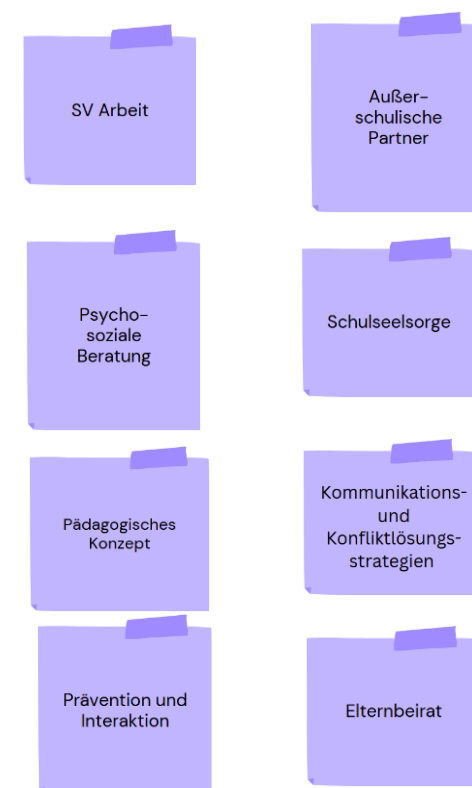 SV Arbeit
Außer-
schulische
Partner
Psycho-
soziale
Beratung
Schulseelsorge
Pädagogisches
Konzept
Kommunikations-
und
Konfliktlösungs-
strategien
Prävention und
Interaktion
Elternbeirat